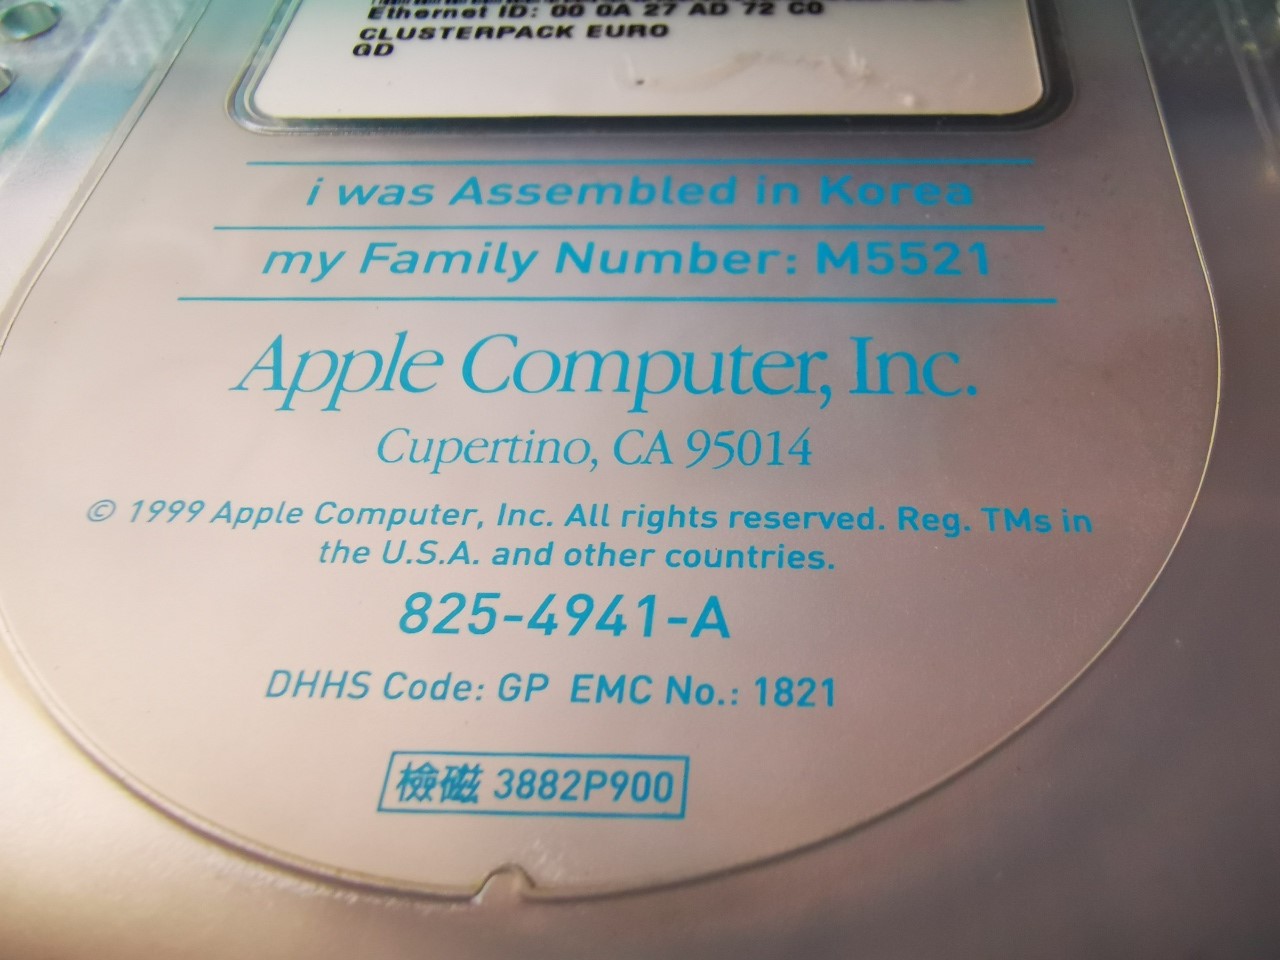 Ethernet ID: 00 0A 27 AD 72 C0
CLUSTERPACK EURO
GD
i was Assembled in Korea
my Family Number: M5521
Apple Computer, Inc.
Cupertino, CA 95014
© 1999 Apple Computer, Inc. All rights reserved. Reg. TMs in
the U.S.A. and other countries.
825-4941-A
DHHS Code: GP EMC No.: 1821
檢磁 3882P900